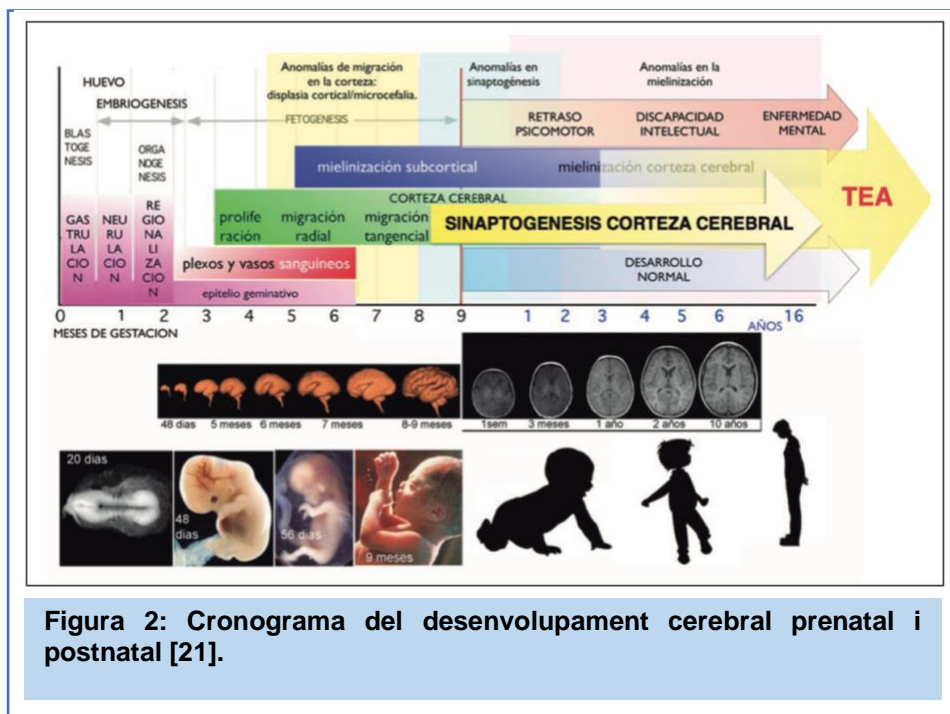 HUEVO
EMBRIOGENESIS
BLAS
TOGE
NESIS
ORGA
NOGE
NESIS
Anomalías de migración
en la corteza:
displasia cortical/microcefalia.
FETOGENESIS
Anomalías en
sinaptogénesis
Anomalías en la
mielinización
RETRASO
PSICOMOTOR
DISCAPACIDAD
INTELECTUAL
ENFERMEDAD
MENTAL
mielinización subcortical
mielinización corteza cerebral
TEA
CORTEZA CEREBRAL
prolife
ración
migración
radial
migración
tangencial
SINAPTOGENESIS CORTEZA CEREBRAL
GAS
TRU
LA
CIO
N
NEU
RU
LA
CIO
N
RE
GIO
NA
LI
ZA
CIO
N
plexos y vasos sanguineos
epitelio geminativo
DESARROLLO
NORMAL
0 1 2 3 4 5 6 7 8 9 1 2 3 4 5 6 16
MESES DE GESTACION
AÑOS
48 dias 5 meses 6 meses 7 meses 8-9 meses 1sem 3 meses 1 año 2 años 10 años
20 dias
48
dias
56 dias
9 meses
Figura 2: Cronograma del desenvolupament cerebral prenatal i
postnatal [21].